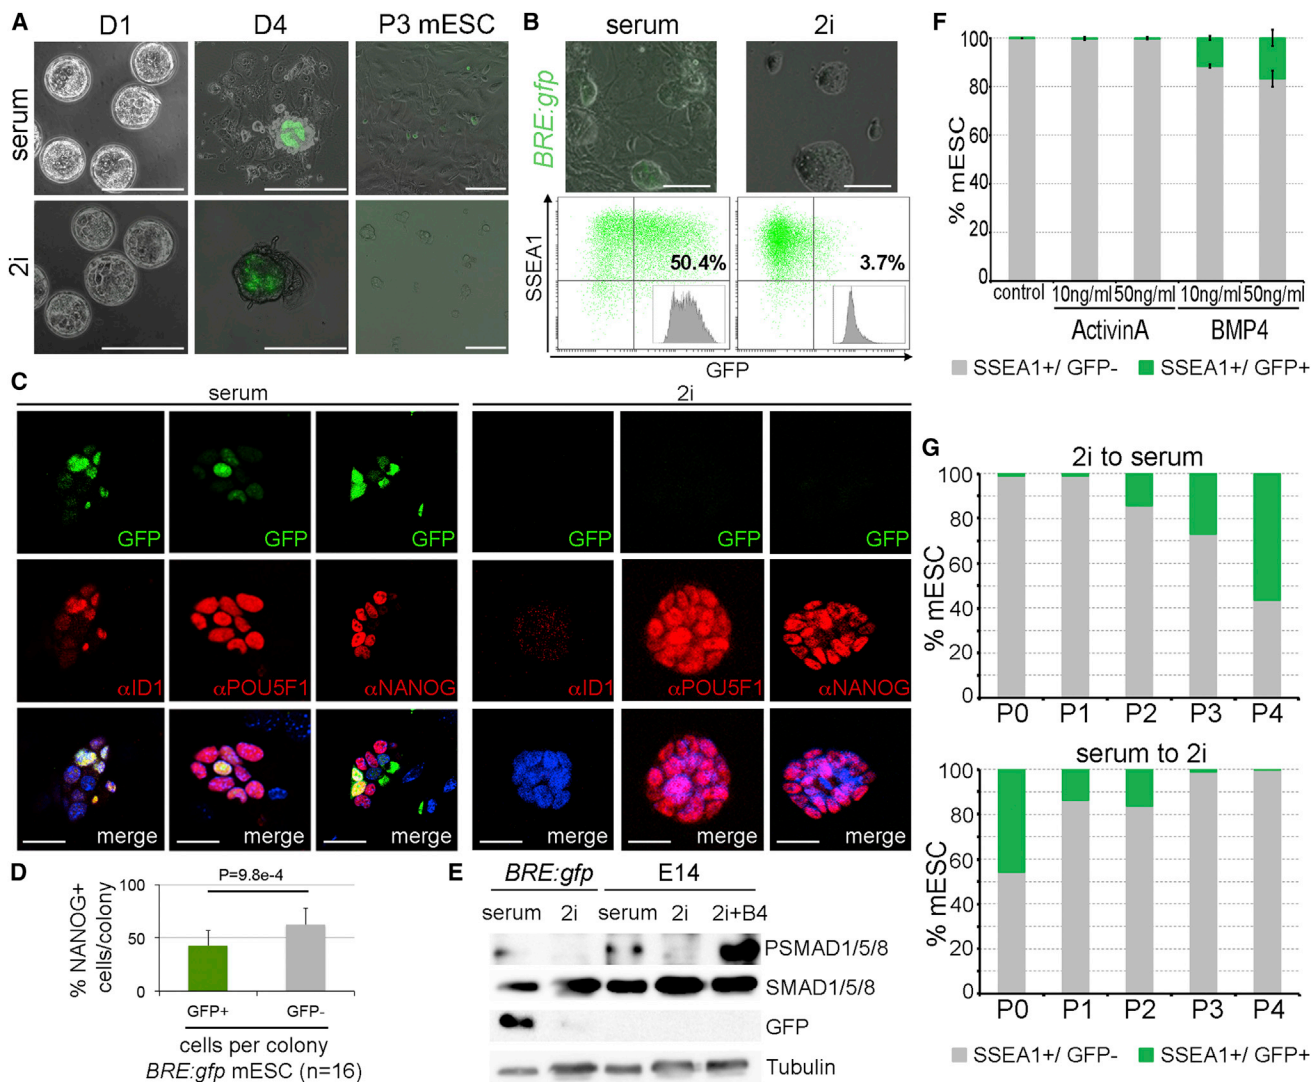 A
D1
D4
P3 mESC
serum
2i
B
serum
2i
BRE:gfp
SSEA1
50.4%
3.7%
GFP
C
serum
2i
GFP
GFP
GFP
GFP
GFP
GFP
αID1
αPOU5F1
αNANOG
αID1
αPOU5F1
αNANOG
merge
merge
merge
merge
merge
merge
D
P=9.8e-4
% NANOG+
cells/colony
100
50
0
GFP+
GFP-
cells per colony
BRE:gfp mESC (n=16)
E
BRE:gfp
E14
serum
2i
serum
2i
2i+B4
PSMAD1/5/8
SMAD1/5/8
GFP
Tubulin
F
% mESC
100
80
60
40
20
0
control
10ng/ml
50ng/ml
10ng/ml
50ng/ml
ActivinA
BMP4
SSEA1+/ GFP-
SSEA1+/ GFP+
G
2i to serum
% mESC
100
80
60
40
20
0
P0
P1
P2
P3
P4
serum to 2i
% mESC
100
80
60
40
20
0
P0
P1
P2
P3
P4
SSEA1+/ GFP-
SSEA1+/ GFP+